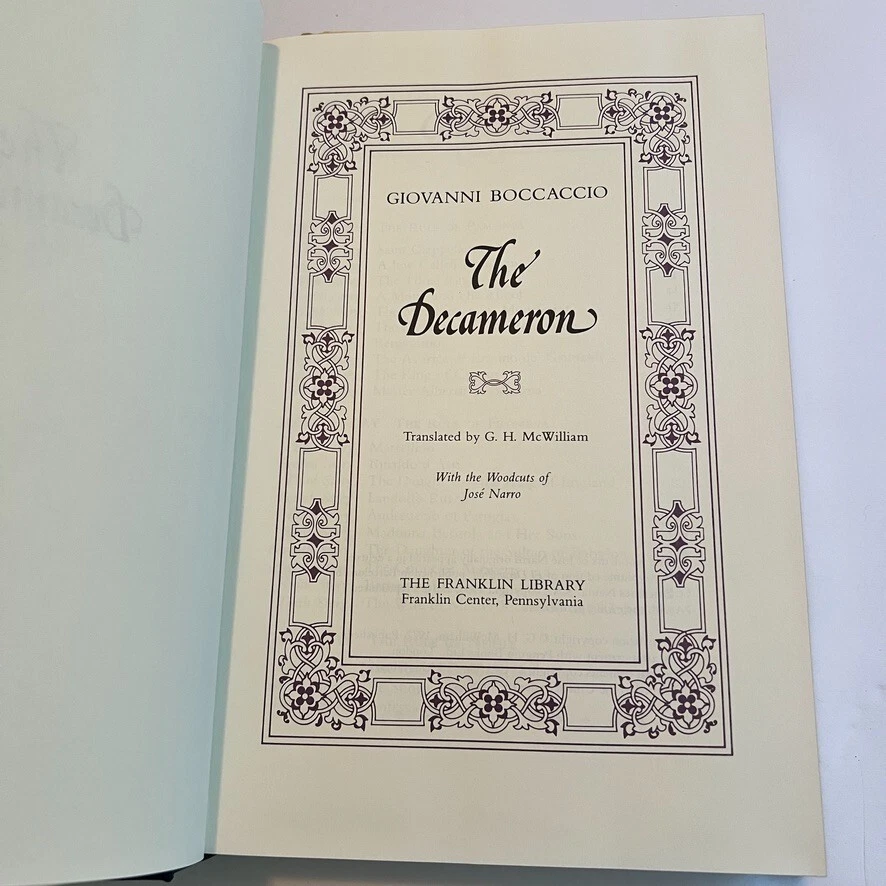 GIOVANNI BOCCACCIO
The
Decameron
Translated by G. H. McWilliam
With the Woodcuts of
José Narro
THE FRANKLIN LIBRARY
Franklin Center, Pennsylvania